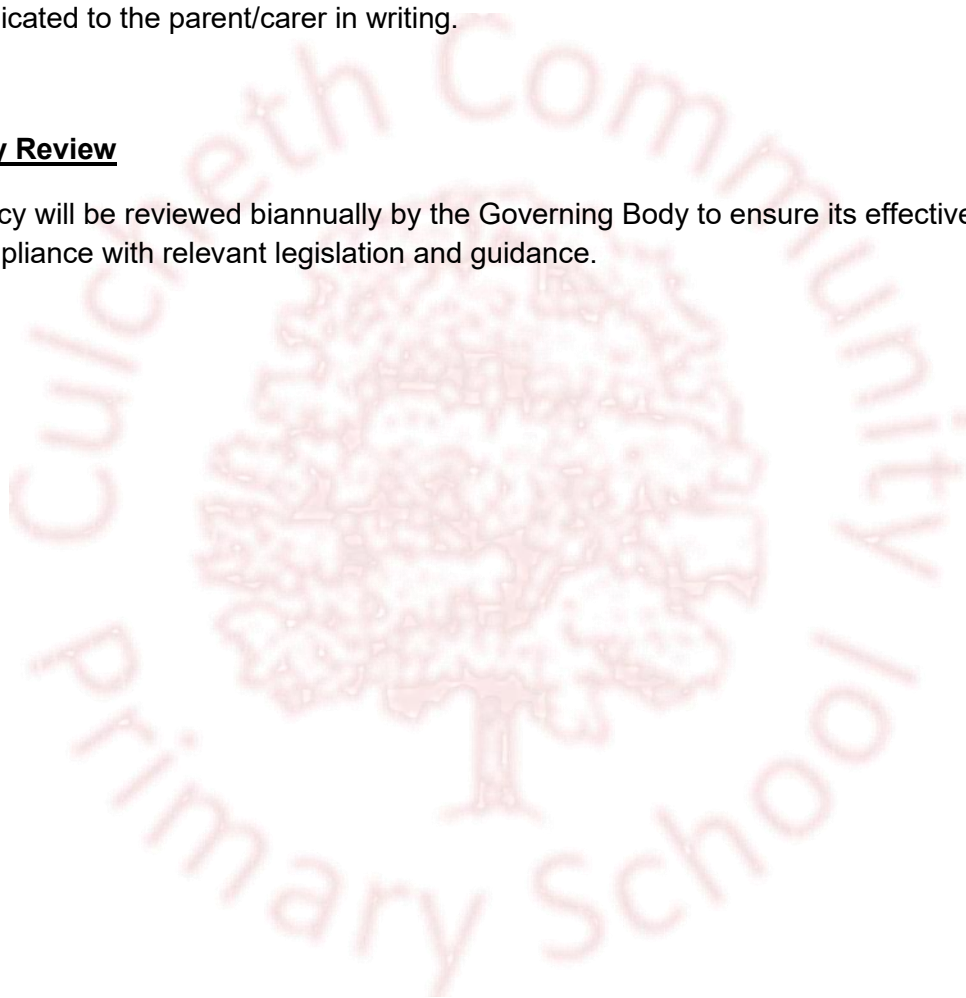 icated to the parent/carer in writing.
y Review
cy will be reviewed biannually by the Governing Body to ensure its effective
pliance with relevant legislation and guidance.
Culcheth Community
Primary School